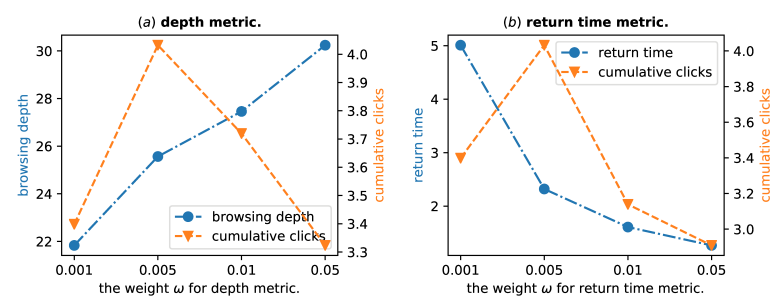 (a) depth metric.
30
28
26
24
22
browsing depth
4.0
3.9
3.8
3.7
3.6
3.5
3.4
3.3
cumulative clicks
browsing depth
cumulative clicks
0.001 0.005 0.01 0.05
the weight ω for depth metric.
(b) return time metric.
5
4
3
2
return time
4.0
3.8
3.6
3.4
3.2
3.0
cumulative clicks
return time
cumulative clicks
0.001 0.005 0.01 0.05
the weight ω for return time metric.